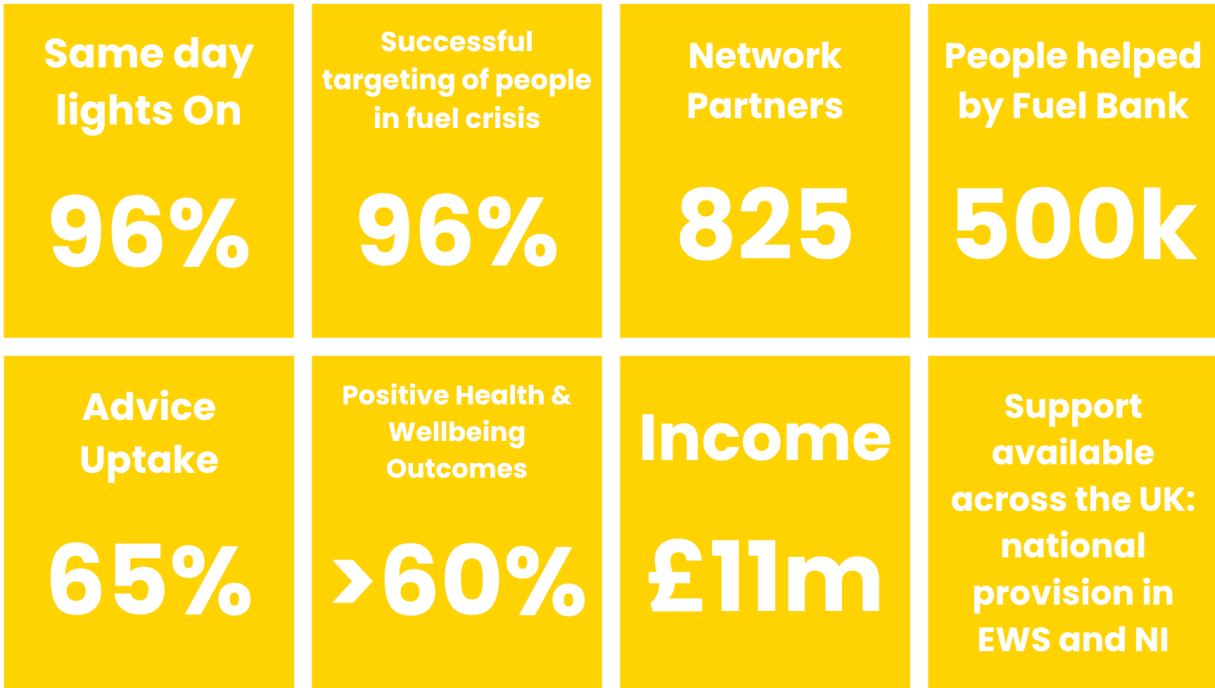 Same day
lights On
96%
Successful
targeting of people
in fuel crisis
96%
Network
Partners
825
People helped
by Fuel Bank
500k
Advice
Uptake
65%
Positive Health &
Wellbeing
Outcomes
>60%
Income
£11m
Support
available
across the UK:
national
provision in
EWS and NI